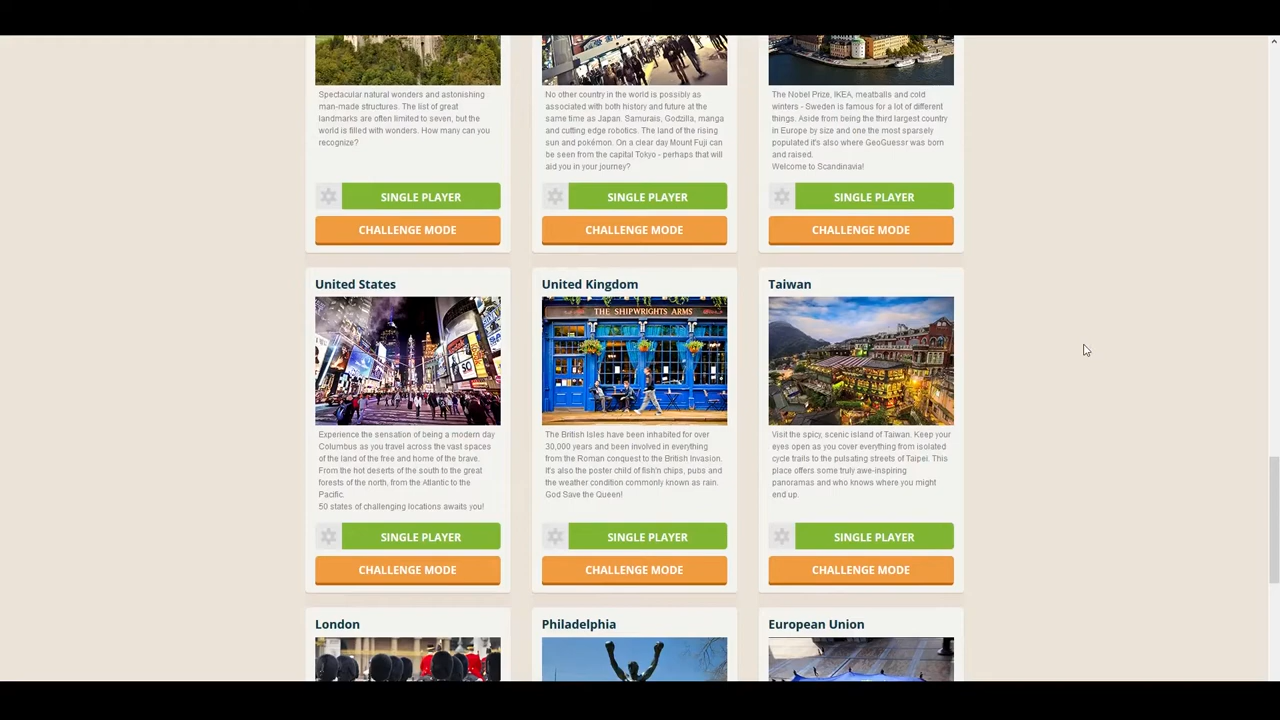 Spectacular natural wonders and astonishing
man-made structures. The list of great
landmarks are often limited to seven, but the
world is filled with wonders. How many can you
recognize?
SINGLE PLAYER
CHALLENGE MODE
No other country in the world is possibly as
associated with both history and future at the
same time as Japan. Samurais, Godzilla, manga
and cutting edge robotics. The land of the rising
sun and pokémon. On a clear day Mount Fuji can
be seen from the capital Tokyo - perhaps that will
aid you in your journey?
SINGLE PLAYER
CHALLENGE MODE
The Nobel Prize, IKEA, meatballs and cold
winters - Sweden is famous for a lot of different
things. Aside from being the third largest country
in Europe by size and one the most sparsely
populated it's also where GeoGuessr was born
and raised.
Welcome to Scandinavia!
SINGLE PLAYER
CHALLENGE MODE
United States
Experience the sensation of being a modern day
Columbus as you travel across the vast spaces
of the land of the free and home of the brave.
From the hot deserts of the south to the great
forests of the north, from the Atlantic to the
Pacific.
50 states of challenging locations awaits you!
SINGLE PLAYER
CHALLENGE MODE
United Kingdom
THE SHIPWRIGHTS ARMS
The British Isles have been inhabited for over
30,000 years and been involved in everything
from the Roman conquest to the British Invasion.
It's also the poster child of fish'n chips, pubs and
the weather condition commonly known as rain.
God Save the Queen!
SINGLE PLAYER
CHALLENGE MODE
Taiwan
Visit the spicy, scenic island of Taiwan. Keep your
eyes open as you cover everything from isolated
cycle trails to the pulsating streets of Taipei. This
place offers some truly awe-inspiring
panoramas and who knows where you might
end up.
SINGLE PLAYER
CHALLENGE MODE
London
Philadelphia
European Union